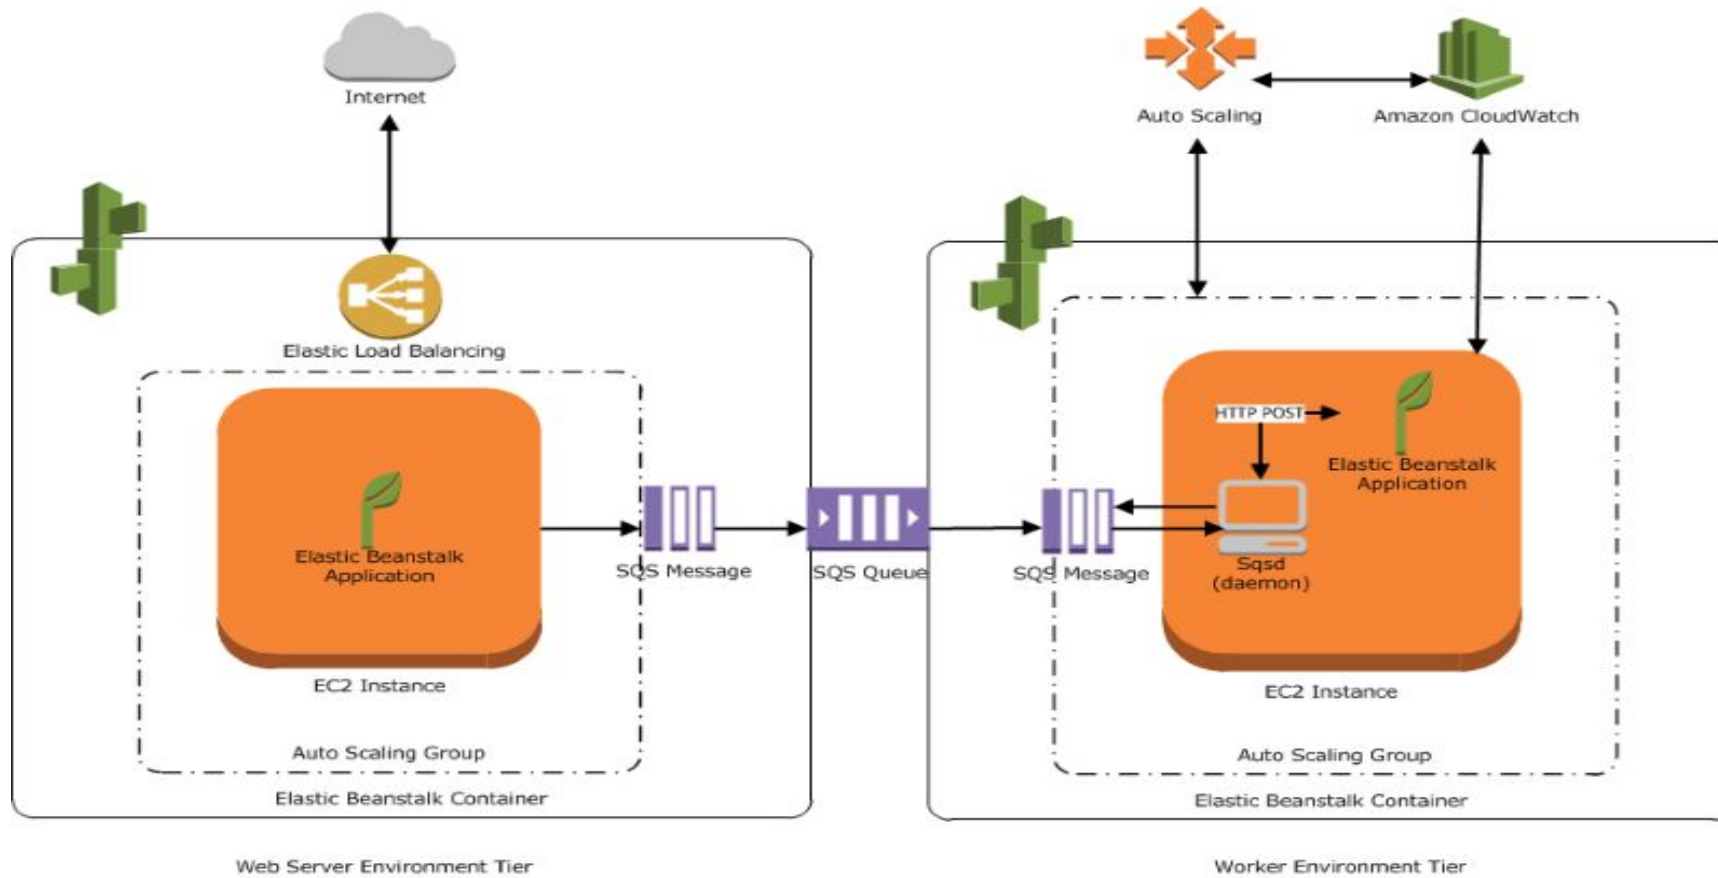 Internet
Auto Scaling
Amazon CloudWatch
Elastic Load Balancing
HTTP POST
Elastic Beanstalk
Application
Elastic Beanstalk
Application
SQS Message
SQS Queue
SQS Message
Sqsd
(daemon)
EC2 Instance
EC2 Instance
Auto Scaling Group
Auto Scaling Group
Elastic Beanstalk Container
Elastic Beanstalk Container
Web Server Environment Tier
Worker Environment Tier